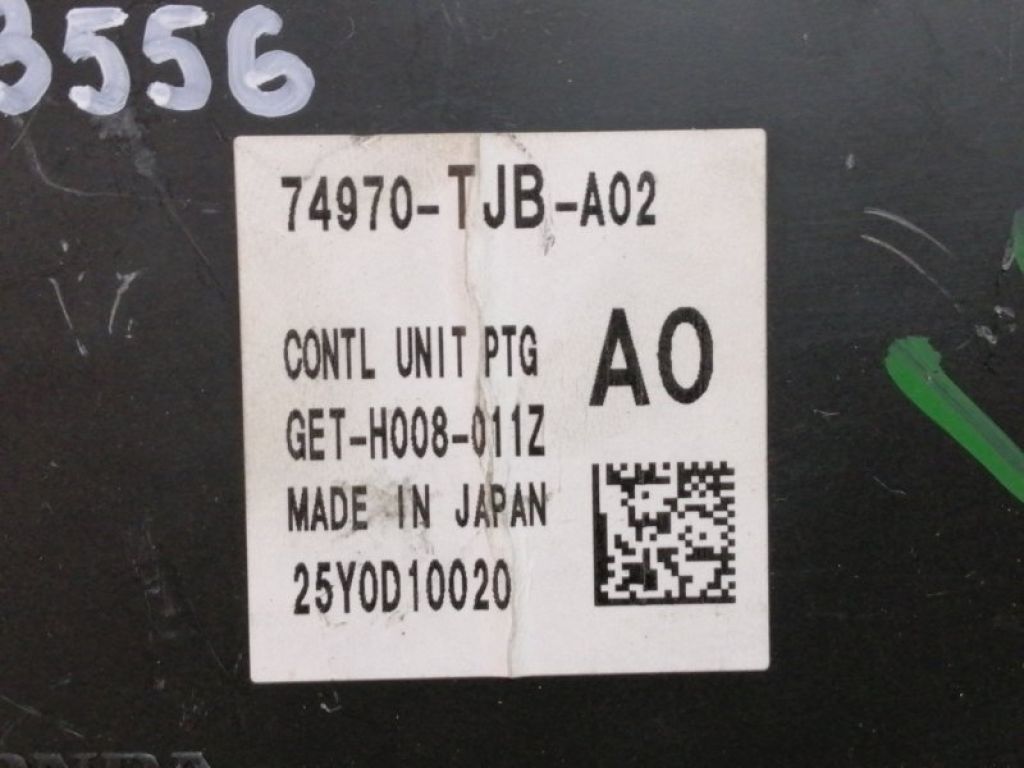 3556
74970-TJB-A02
CONTL UNIT PTG
A0
GET-H008-011Z
MADE IN JAPAN
25Y0D10020